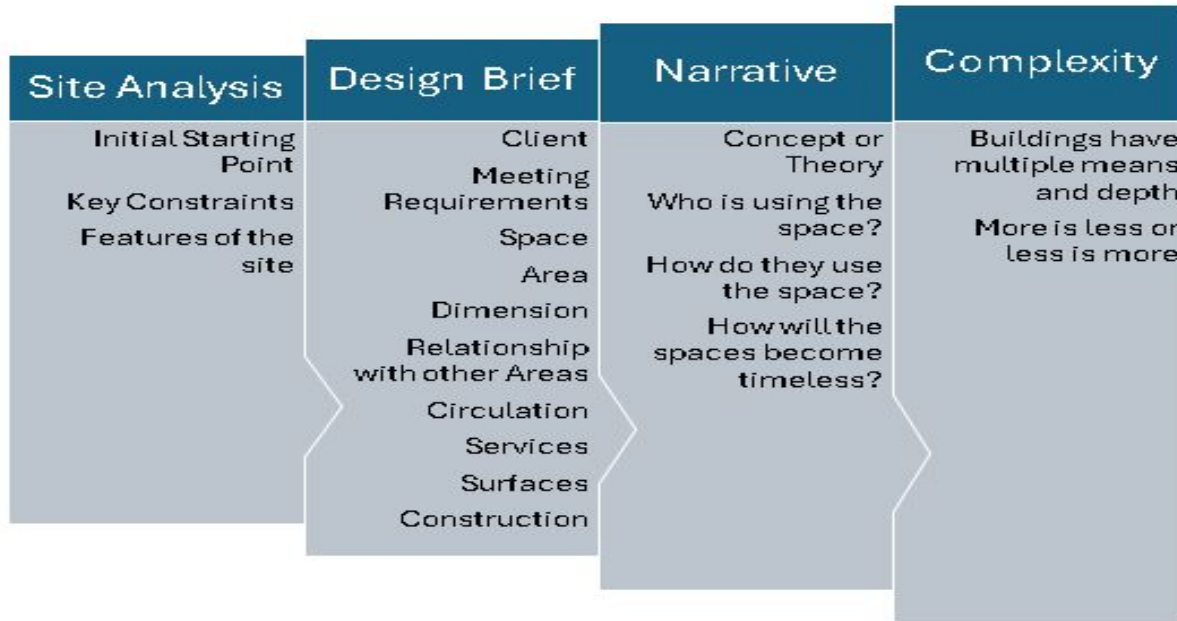 Site Analysis
Initial Starting
Point
Key Constraints
Features of the
site
Design Brief
Client
Meeting
Requirements
Space
Area
Dimension
Relationship
with other Areas
Circulation
Services
Surfaces
Construction
Narrative
Concept or
Theory
Who is using the
space?
How do they use
the space?
How will the
spaces become
timeless?
Complexity
Buildings have
multiple means
and depth
More is less or
less is more